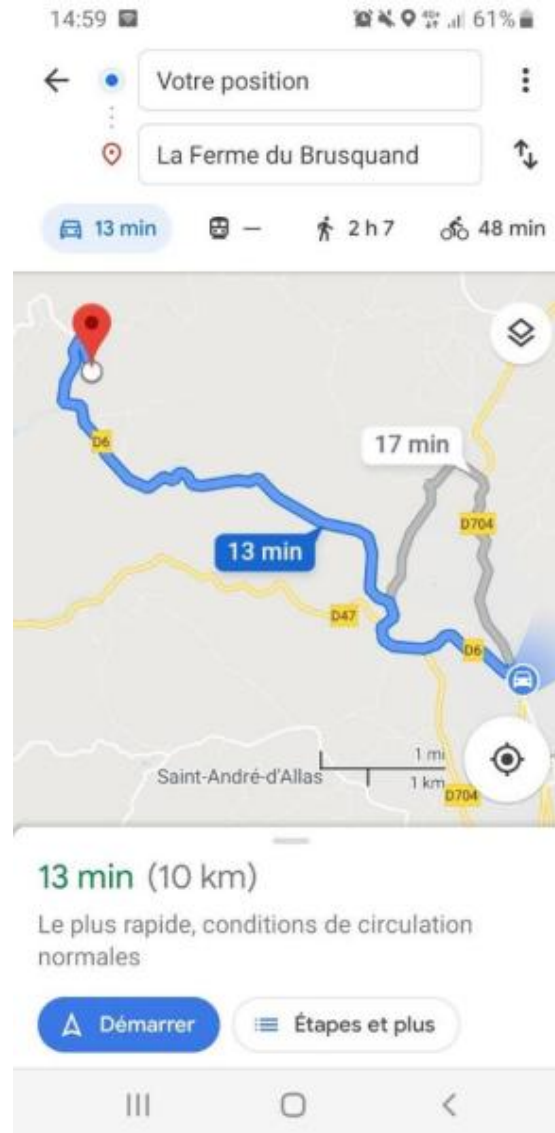 14:59
61%
Votre position
La Ferme du Brusquand
13 min
—
2 h 7
48 min
17 min
D6
D704
13 min
D47
D6
1 mi
Saint-André-d'Allas
1 km
D704
13 min (10 km)
Le plus rapide, conditions de circulation
normales
Démarrer
Étapes et plus